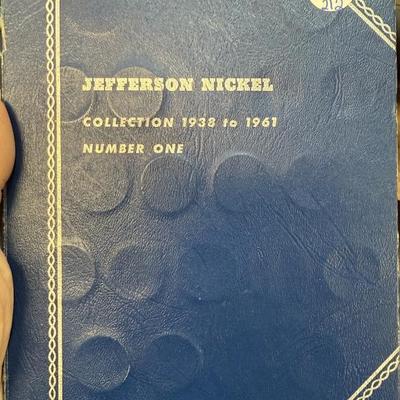 JEFFERSON NICKEL
COLLECTION 1938 to 1961
NUMBER ONE